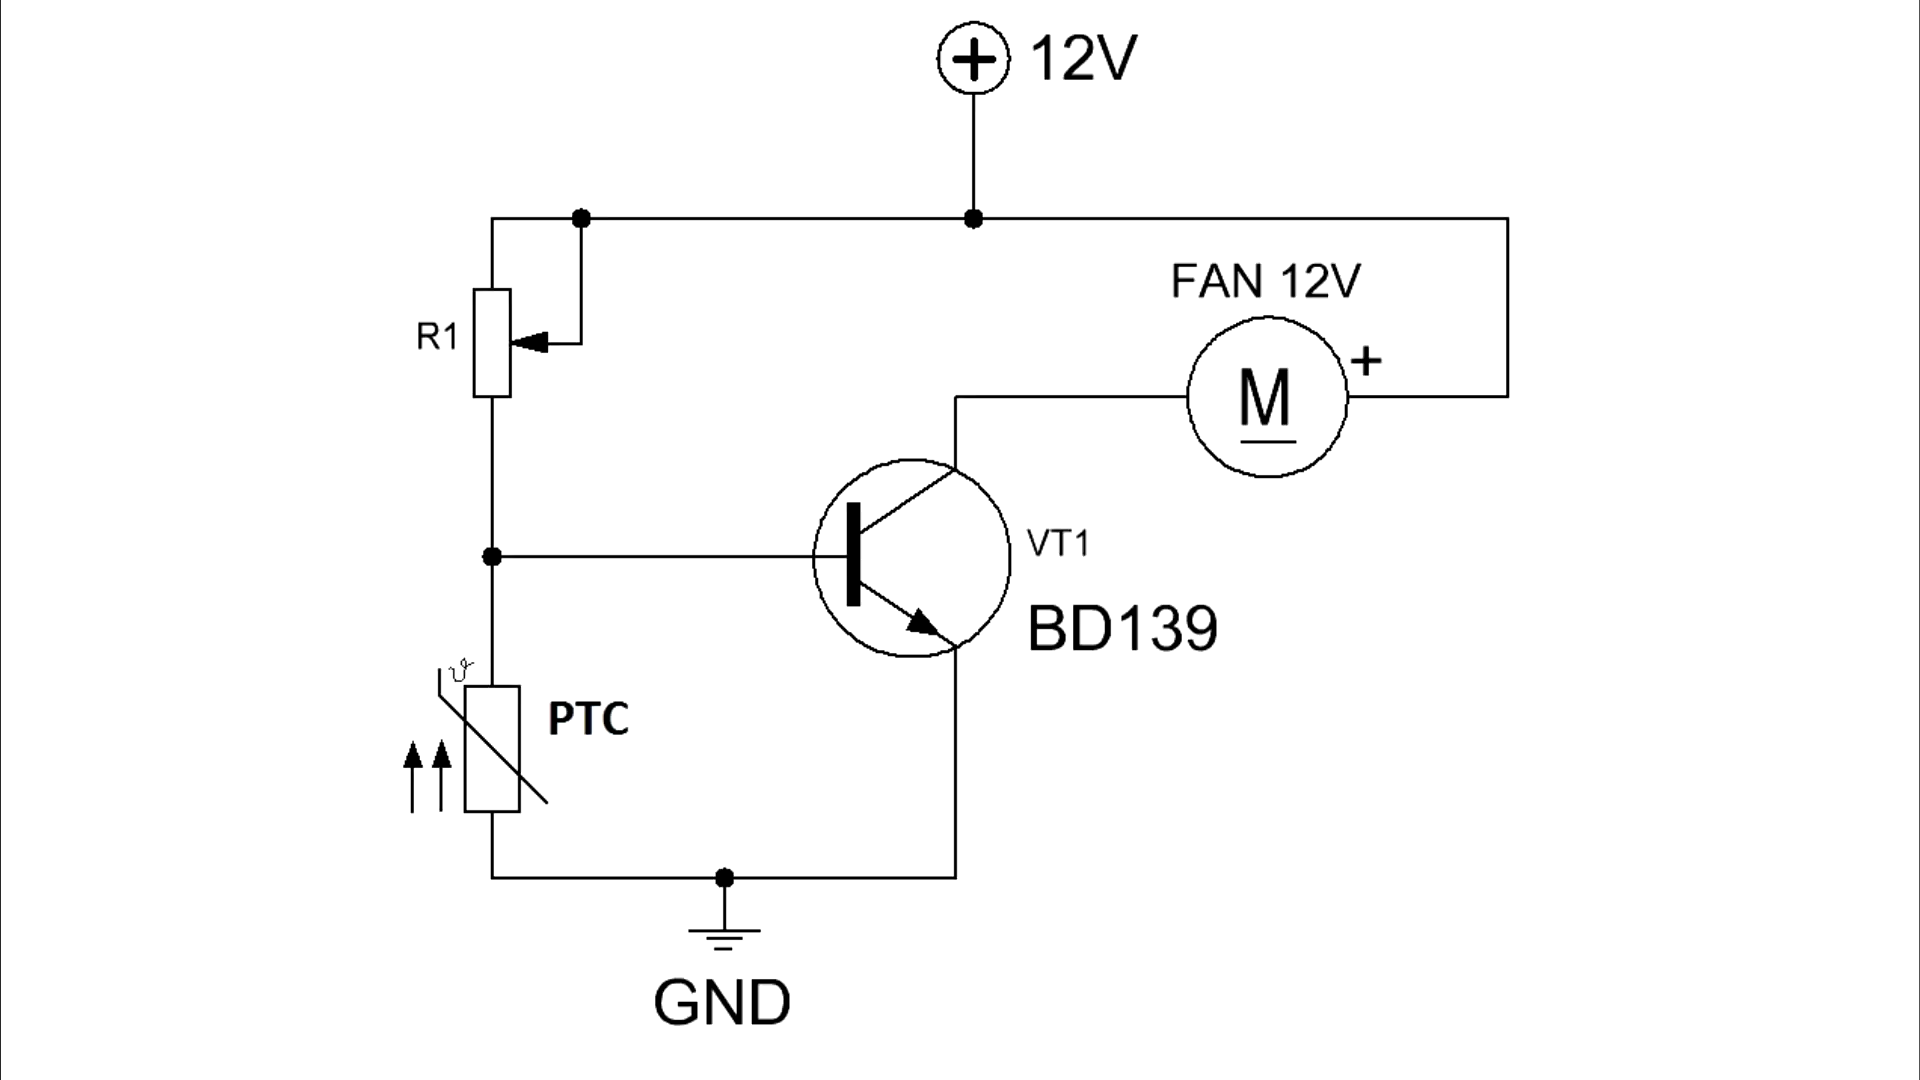 12V
FAN 12V
R1
+
M
VT1
BD139
ϑ
PTC
GND